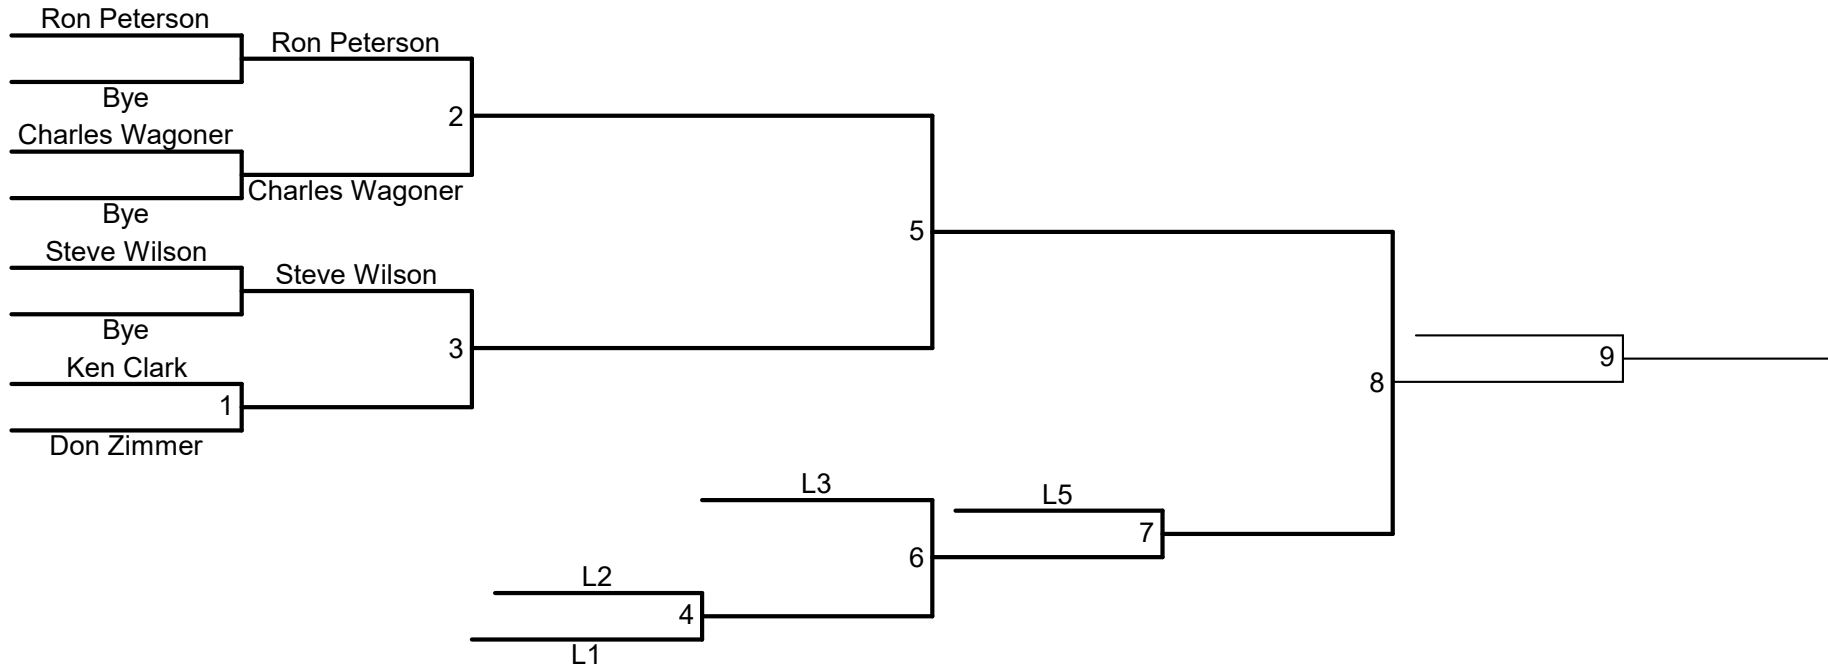 Ron Peterson
Ron Peterson
Bye
2
Charles Wagoner
Charles Wagoner
Bye
5
Steve Wilson
Steve Wilson
Bye
3
9
Ken Clark
8
1
Don Zimmer
L3
L5
7
6
L2
4
L1